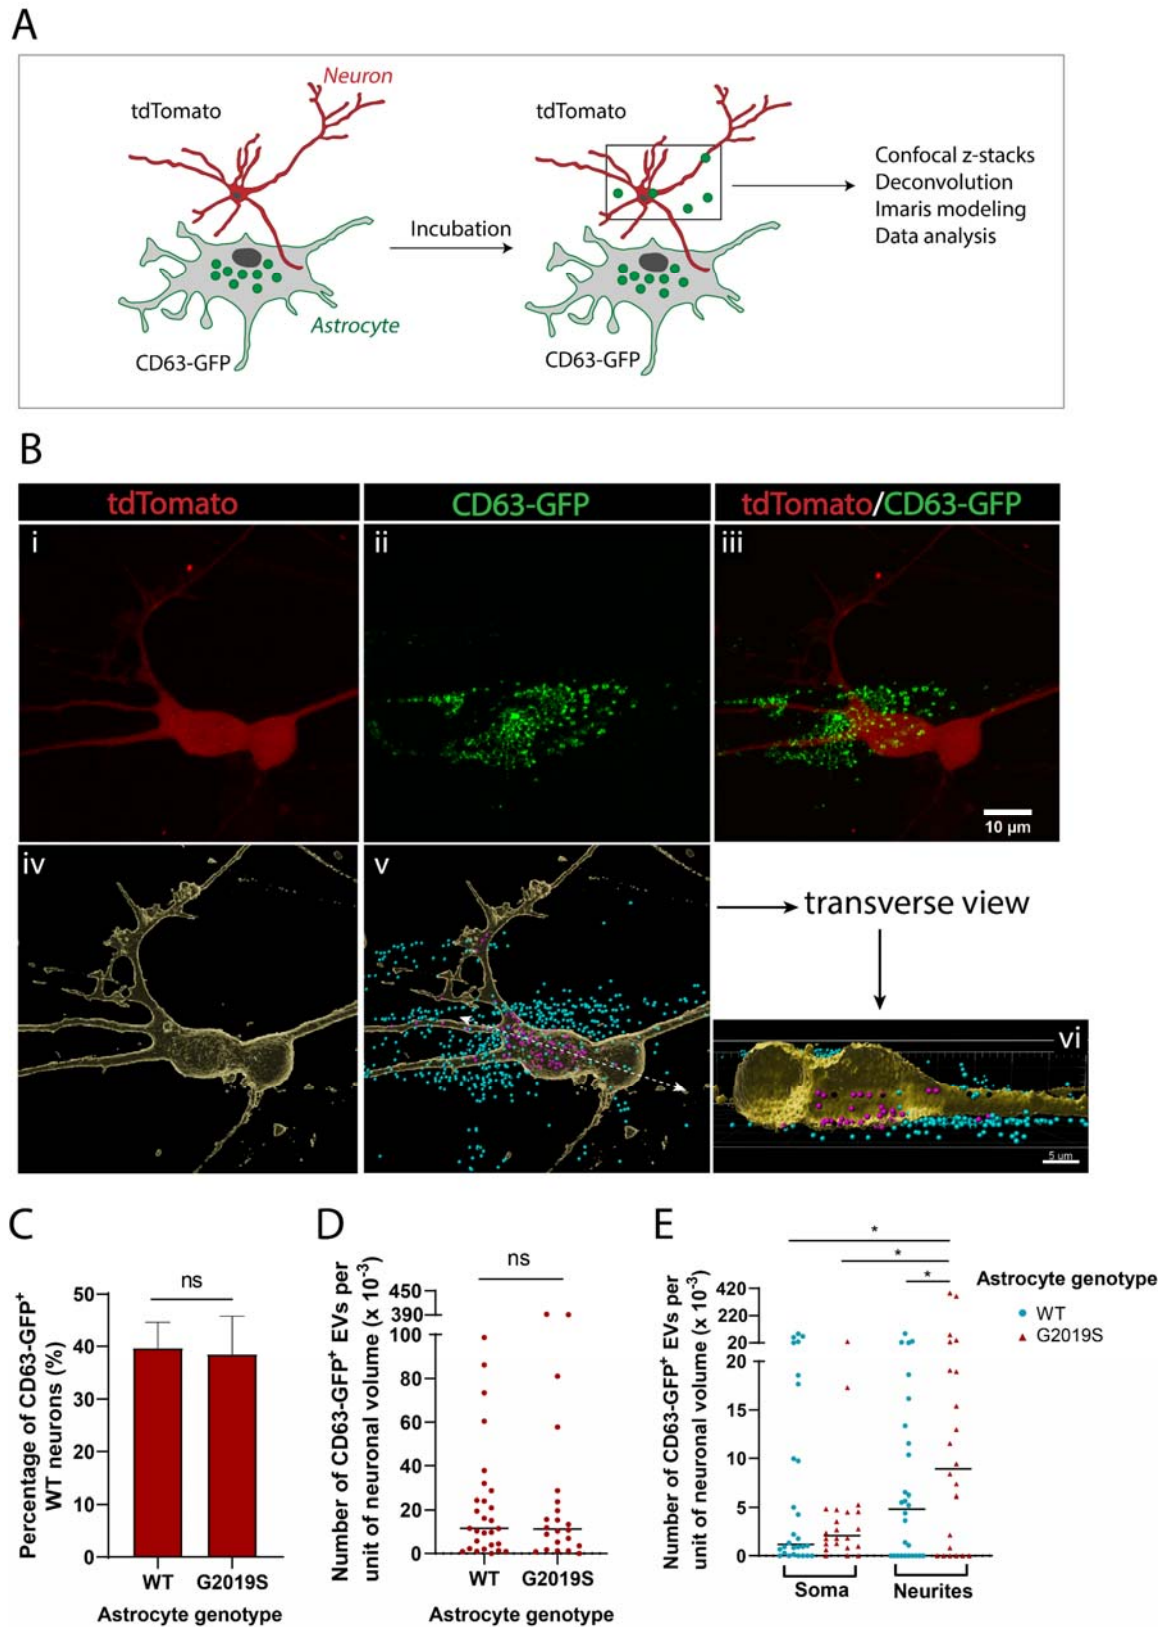 A
Neuron
tdTomato
tdTomato
Confocal z-stacks
Deconvolution
Imaris modeling
Data analysis
Incubation
Astrocyte
CD63-GFP
CD63-GFP
B
tdTomato
CD63-GFP
tdTomato/CD63-GFP
i
ii
iii
10 µm
iv
v
transverse view
vi
5 um
C
Percentage of CD63-GFP⁺
WT neurons (%)
50
40
30
20
10
0
ns
WT
G2019S
Astrocyte genotype
D
Number of CD63-GFP⁺ EVs per
unit of neuronal volume (x 10⁻³)
450
390
100
80
60
40
20
0
ns
WT
G2019S
Astrocyte genotype
E
Number of CD63-GFP⁺ EVs per
unit of neuronal volume (x 10⁻³)
420
220
20
20
15
10
5
0
*
*
*
Soma
Neurites
Astrocyte genotype
WT
G2019S